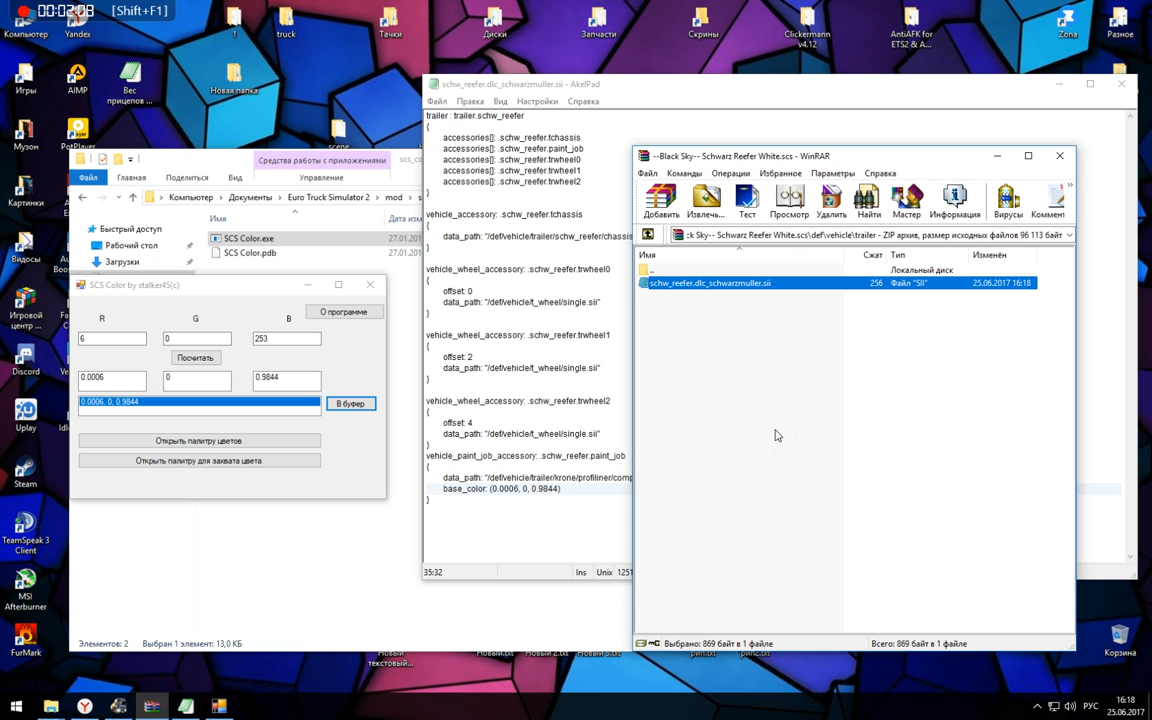 00:02:08 [Shift+F1]
Компьютер
Yandex
1
truck
Тачки
Диски
Запчасти
Скрины
Clickermann
v4.12
AntiAFK for
ETS2 & A...
Zona
Разное
Игры
AIMP
Вес
прицепов ...
Новая папка
Музон
PotPlayer
scene
Картинки
Видосы
Игровой
центр ...
Discord
Uplay
Steam
TeamSpeak 3
Client
MSI
Afterburner
FurMark
Корзина
Средства работы с приложениями
scs_co
Файл
Главная
Поделиться
Вид
Управление
Компьютер
Документы
Euro Truck Simulator 2
mod
Имя
Дата изм
Быстрый доступ
Рабочий стол
Загрузки
SCS Color.exe
27.01.
SCS Color.pdb
27.01.
SCS Color by stalker45(c)
R
G
B
О программе
6
0
253
Посчитать
0.0006
0
0.9844
0.0006, 0, 0.9844
В буфер
Открыть палитру цветов
Открыть палитру для захвата цвета
Элементов: 2
Выбран 1 элемент: 13,0 КБ
schw_reefer.dlc_schwarzmuller.sii - AkelPad
Файл Правка Вид Настройки Справка
trailer : trailer.schw_reefer
{
accessories[]: .schw_reefer.tchassis
accessories[]: .schw_reefer.paint_job
accessories[]: .schw_reefer.trwheel0
accessories[]: .schw_reefer.trwheel1
accessories[]: .schw_reefer.trwheel2
}
vehicle_accessory: .schw_reefer.tchassis
{
data_path: "/def/vehicle/trailer/schw_reefer/chassis
}
vehicle_wheel_accessory: .schw_reefer.trwheel0
{
offset: 0
data_path: "/def/vehicle/t_wheel/single.sii"
}
vehicle_wheel_accessory: .schw_reefer.trwheel1
{
offset: 2
data_path: "/def/vehicle/t_wheel/single.sii"
}
vehicle_wheel_accessory: .schw_reefer.trwheel2
{
offset: 4
data_path: "/def/vehicle/t_wheel/single.sii"
}
vehicle_paint_job_accessory: .schw_reefer.paint_job
{
data_path: "/def/vehicle/trailer/krone/profiliner/comp
base_color: (0.0006, 0, 0.9844)
}
35:32
Ins
Unix
1251
--Black Sky-- Schwarz Reefer White.scs - WinRAR
Файл Команды Операции Избранное Параметры Справка
Добавить
Извлечь...
Тест
Просмотр
Удалить
Найти
Мастер
Информация
Вирусы
Коммент
ck Sky-- Schwarz Reefer White.scs\def\vehicle\trailer - ZIP архив, размер исходных файлов 96 113 байт
Имя
Сжат
Тип
Изменён
..
Локальный диск
schw_reefer.dlc_schwarzmuller.sii
256
Файл "SII"
25.06.2017 16:18
Выбрано: 869 байт в 1 файле
Всего: 869 байт в 1 файле
текстовый...
РУС
16:18
25.06.2017